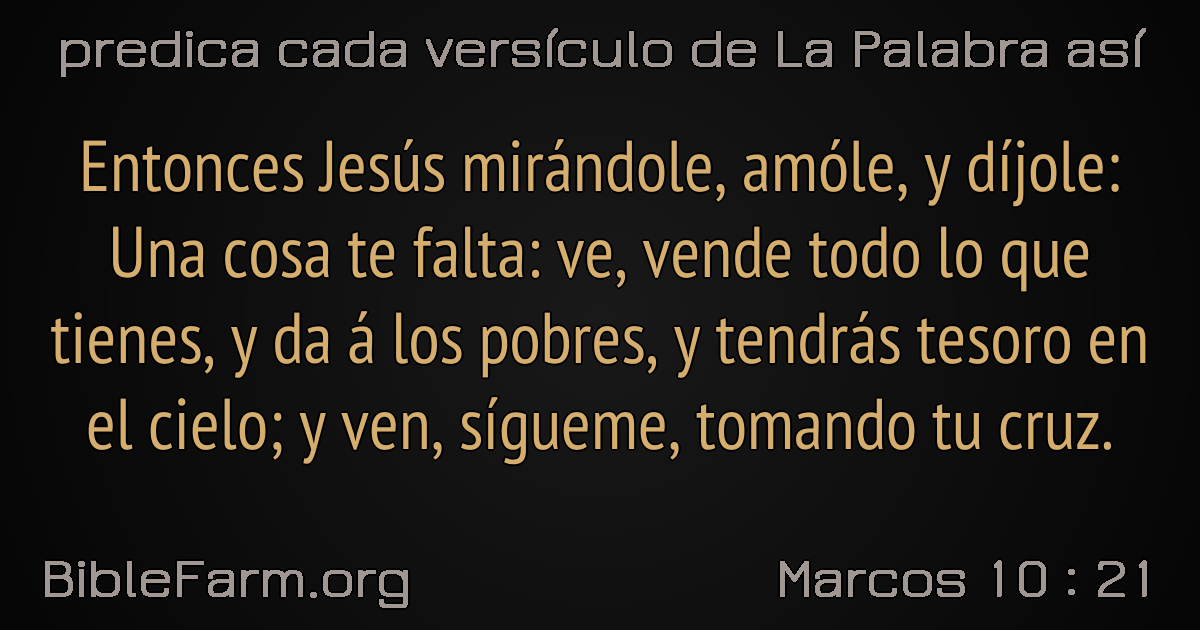 predica cada versículo de La Palabra así
Entonces Jesús mirándole, amóle, y díjole:
Una cosa te falta: ve, vende todo lo que
tienes, y da á los pobres, y tendrás tesoro en
el cielo; y ven, sígueme, tomando tu cruz.
BibleFarm.org
Marcos 10 : 21